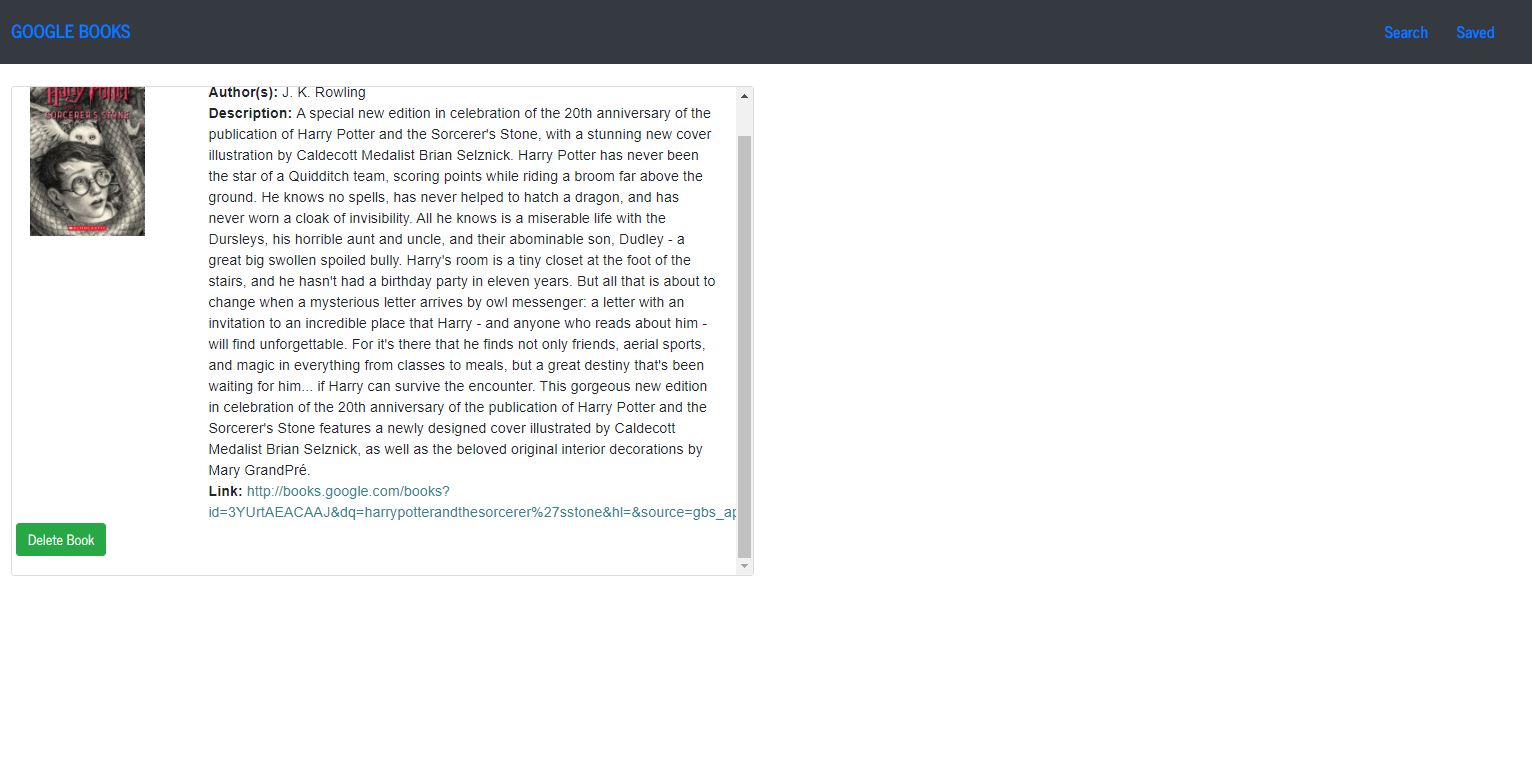 GOOGLE BOOKS
Search
Saved
Harry Potter
SORCERER'S STONE
SCHOLASTIC
Author(s): J. K. Rowling
Description: A special new edition in celebration of the 20th anniversary of the
publication of Harry Potter and the Sorcerer's Stone, with a stunning new cover
illustration by Caldecott Medalist Brian Selznick. Harry Potter has never been
the star of a Quidditch team, scoring points while riding a broom far above the
ground. He knows no spells, has never helped to hatch a dragon, and has
never worn a cloak of invisibility. All he knows is a miserable life with the
Dursleys, his horrible aunt and uncle, and their abominable son, Dudley - a
great big swollen spoiled bully. Harry's room is a tiny closet at the foot of the
stairs, and he hasn't had a birthday party in eleven years. But all that is about to
change when a mysterious letter arrives by owl messenger: a letter with an
invitation to an incredible place that Harry - and anyone who reads about him -
will find unforgettable. For it's there that he finds not only friends, aerial sports,
and magic in everything from classes to meals, but a great destiny that's been
waiting for him... if Harry can survive the encounter. This gorgeous new edition
in celebration of the 20th anniversary of the publication of Harry Potter and the
Sorcerer's Stone features a newly designed cover illustrated by Caldecott
Medalist Brian Selznick, as well as the beloved original interior decorations by
Mary GrandPré.
Link: http://books.google.com/books?
id=3YUrtAEACAAJ&dq=harrypotterandthesorcerer%27sstone&hl=&source=gbs_ap
Delete Book